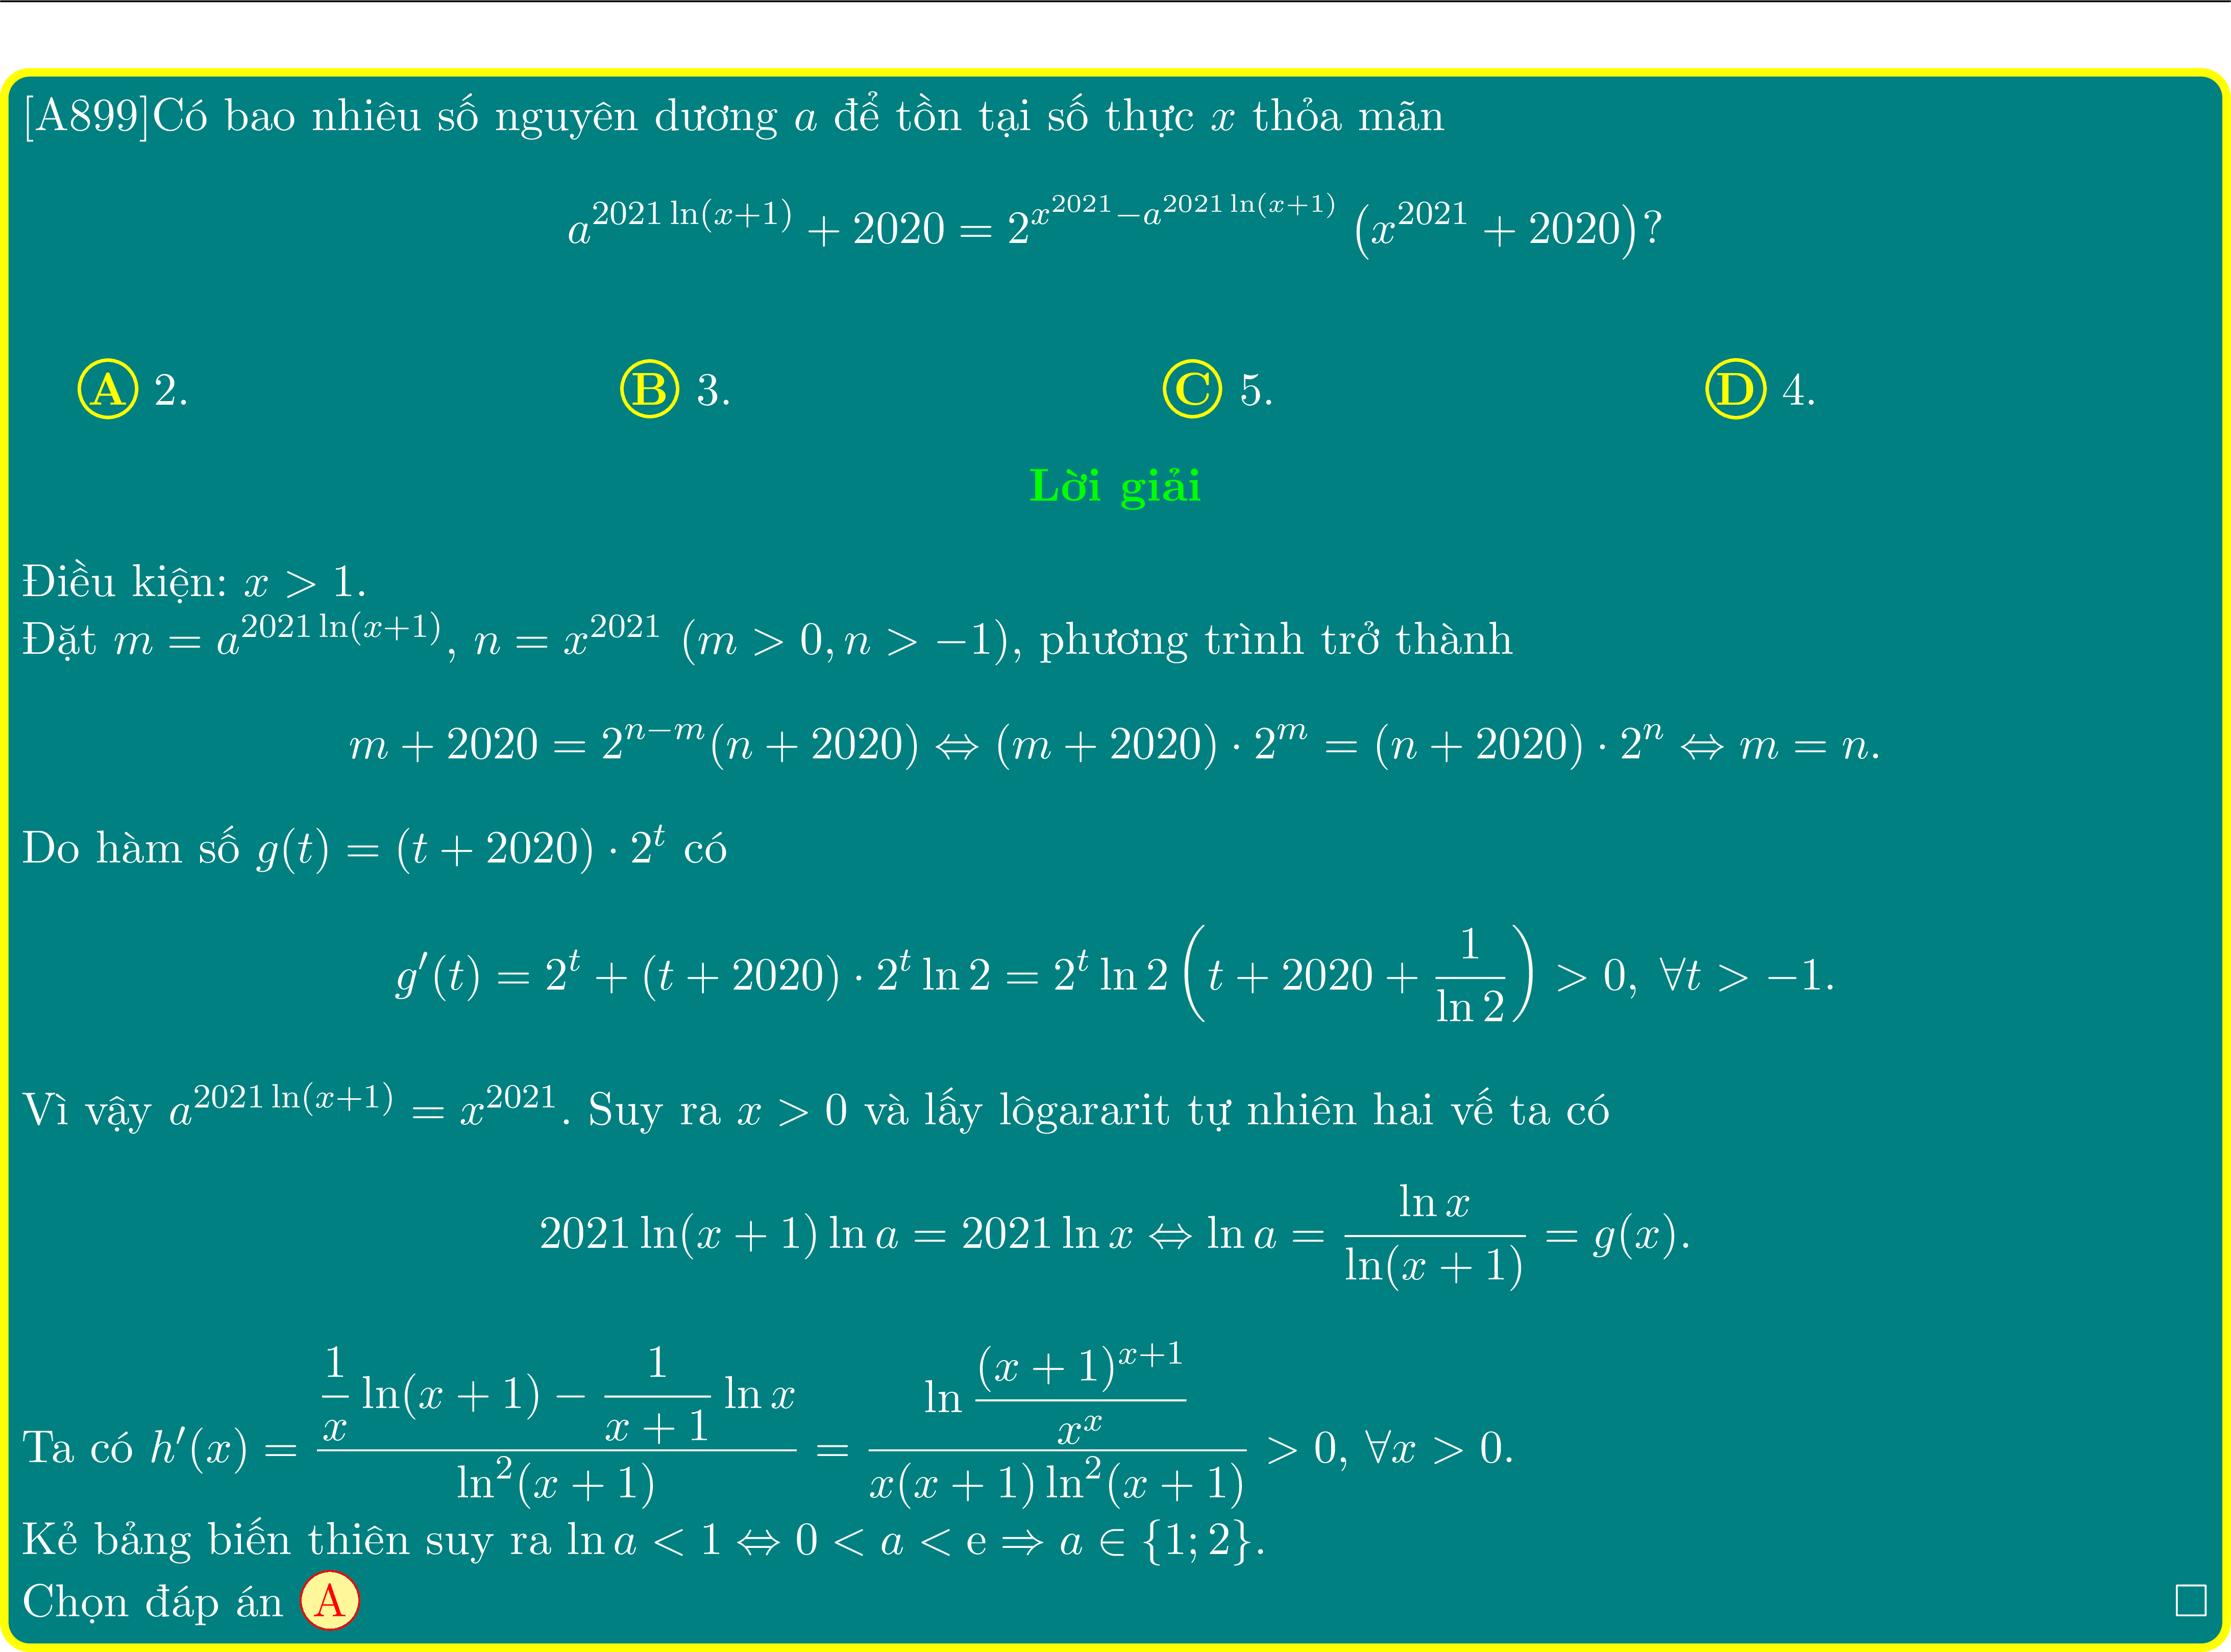 [A899]Có bao nhiêu số nguyên dương $a$ để tồn tại số thực $x$ thỏa mãn
$a^{2021\ln(x+1)} + 2020 = 2^{x^{2021}-a^{2021\ln(x+1)}} \left(x^{2021} + 2020\right)$?
A 2. B 3. C 5. D 4.
Lời giải
Điều kiện: $x > 1$.
Đặt $m = a^{2021\ln(x+1)}$, $n = x^{2021}$ $(m > 0, n > -1)$, phương trình trở thành
$m + 2020 = 2^{n-m}(n + 2020) \Leftrightarrow (m + 2020) \cdot 2^m = (n + 2020) \cdot 2^n \Leftrightarrow m = n.$
Do hàm số $g(t) = (t + 2020) \cdot 2^t$ có
$g'(t) = 2^t + (t + 2020) \cdot 2^t \ln 2 = 2^t \ln 2 \left(t + 2020 + \frac{1}{\ln 2}\right) > 0, \ \forall t > -1.$
Vì vậy $a^{2021\ln(x+1)} = x^{2021}$. Suy ra $x > 0$ và lấy lôgararit tự nhiên hai vế ta có
$2021 \ln(x + 1) \ln a = 2021 \ln x \Leftrightarrow \ln a = \frac{\ln x}{\ln(x + 1)} = g(x).$
Ta có $h'(x) = \frac{\frac{1}{x}\ln(x + 1) - \frac{1}{x + 1}\ln x}{\ln^2(x + 1)} = \frac{\ln\frac{(x + 1)^{x+1}}{x^x}}{x(x + 1)\ln^2(x + 1)} > 0, \ \forall x > 0.$
Kẻ bảng biến thiên suy ra $\ln a < 1 \Leftrightarrow 0 < a < \mathrm{e} \Rightarrow a \in \{1; 2\}$.
Chọn đáp án A □